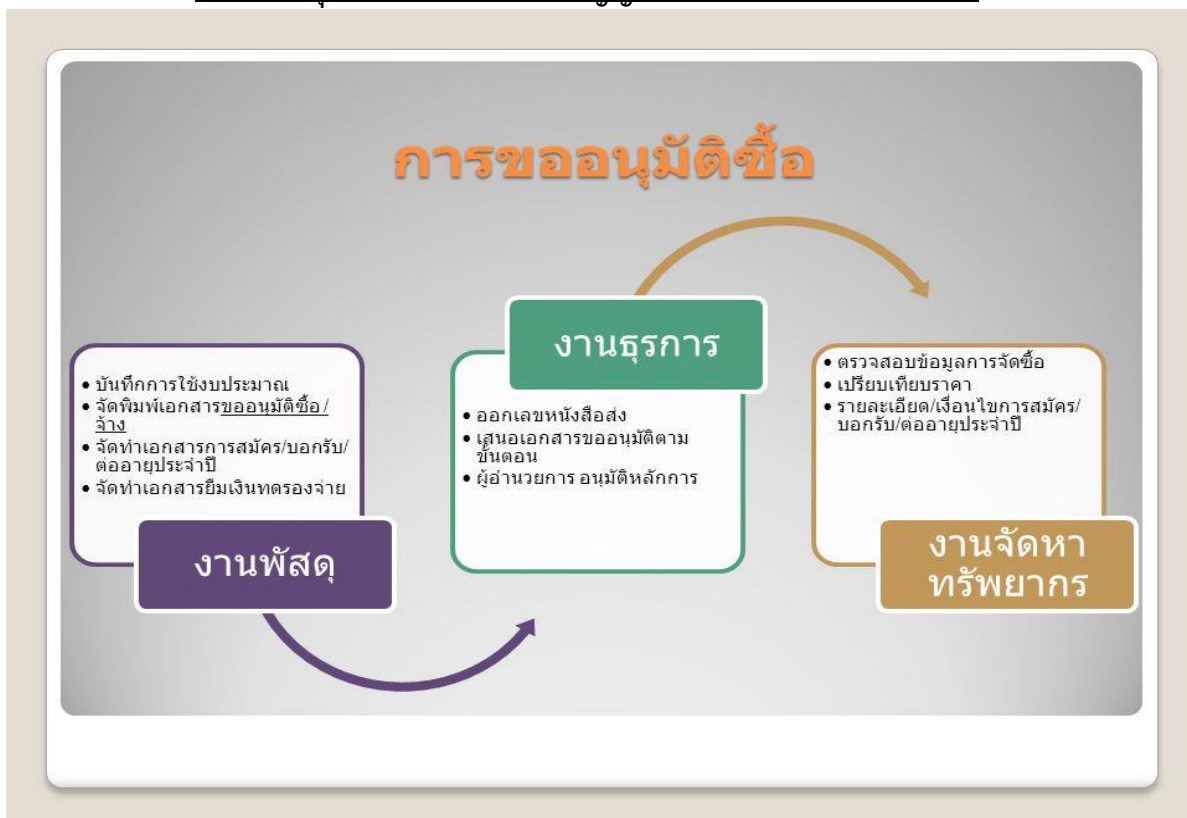 การขออนุมัติซื้อ
• บันทึกการใช้งบประมาณ
• จัดพิมพ์เอกสารขออนุมัติซื้อ/
จ้าง
• จัดทำเอกสารการสมัคร/บอกรับ/
ต่ออายุประจำปี
• จัดทำเอกสารยืมเงินทดรองจ่าย
งานพัสดุ
งานธุรการ
• ออกเลขหนังสือส่ง
• เสนอเอกสารขออนุมัติตาม
ขั้นตอน
• ผู้อำนวยการ อนุมัติหลักการ
• ตรวจสอบข้อมูลการจัดซื้อ
• เปรียบเทียบราคา
• รายละเอียด/เงื่อนไขการสมัคร/
บอกรับ/ต่ออายุประจำปี
งานจัดหา
ทรัพยากร